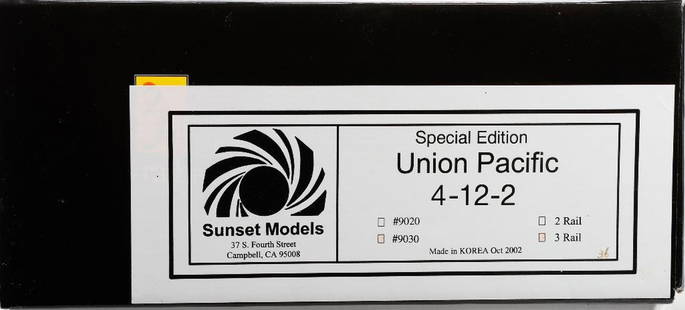 Sunset Models
37 S. Fourth Street
Campbell, CA 95008
Special Edition
Union Pacific
4-12-2
#9020
2 Rail
#9030
3 Rail
Made in KOREA Oct 2002
36